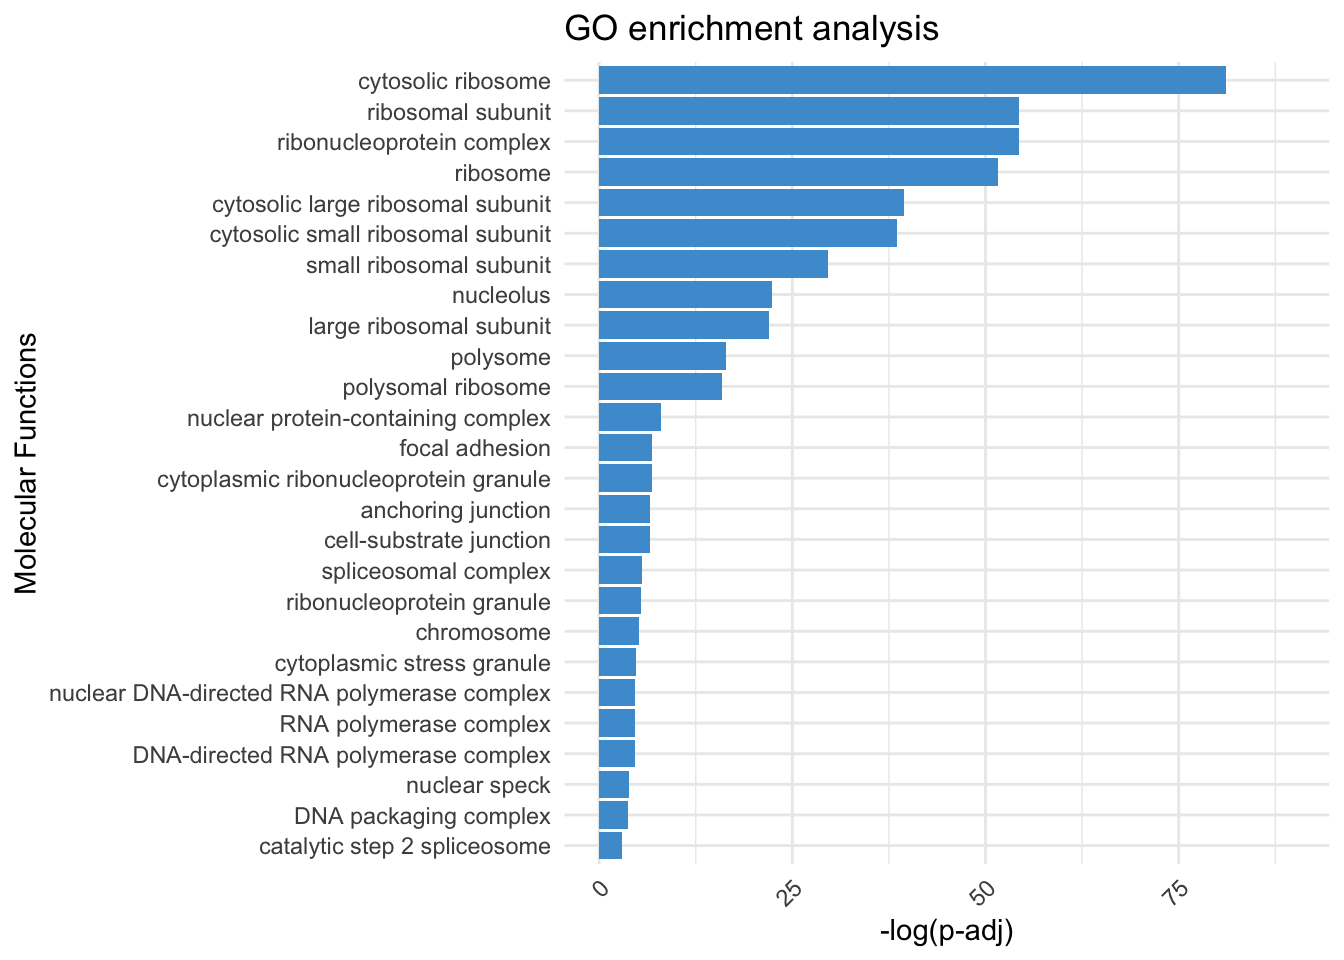 GO enrichment analysis
Molecular Functions
cytosolic ribosome
ribosomal subunit
ribonucleoprotein complex
ribosome
cytosolic large ribosomal subunit
cytosolic small ribosomal subunit
small ribosomal subunit
nucleolus
large ribosomal subunit
polysome
polysomal ribosome
nuclear protein-containing complex
focal adhesion
cytoplasmic ribonucleoprotein granule
anchoring junction
cell-substrate junction
spliceosomal complex
ribonucleoprotein granule
chromosome
cytoplasmic stress granule
nuclear DNA-directed RNA polymerase complex
RNA polymerase complex
DNA-directed RNA polymerase complex
nuclear speck
DNA packaging complex
catalytic step 2 spliceosome
0 25 50 75
-log(p-adj)